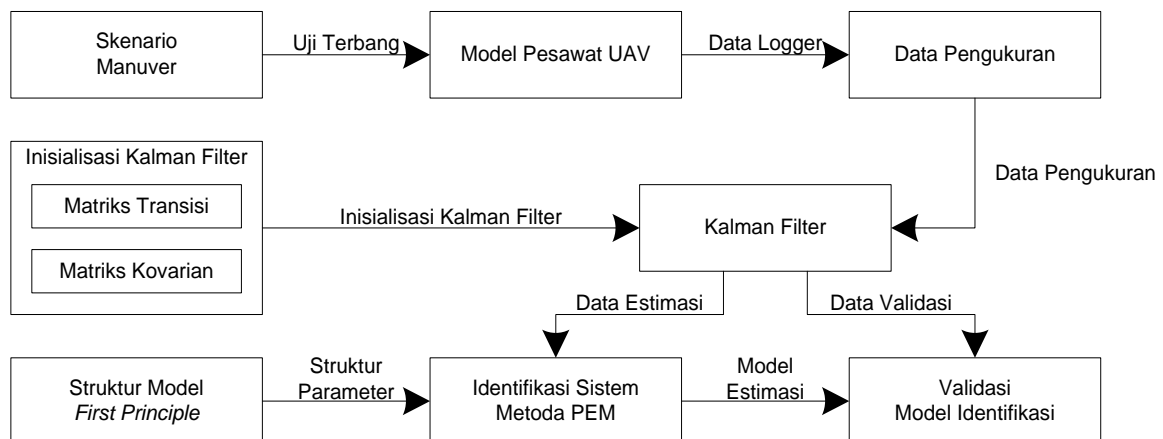 Skenario
Manuver
Uji Terbang
Model Pesawat UAV
Data Logger
Data Pengukuran
Data Pengukuran
Inisialisasi Kalman Filter
Matriks Transisi
Matriks Kovarian
Inisialisasi Kalman Filter
Kalman Filter
Data Estimasi
Data Validasi
Struktur Model
First Principle
Struktur
Parameter
Identifikasi Sistem
Metoda PEM
Model
Estimasi
Validasi
Model Identifikasi